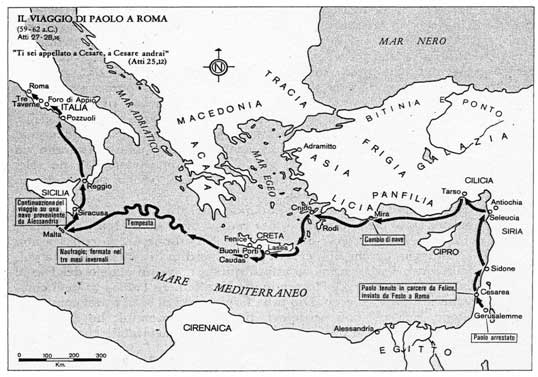 IL VIAGGIO DI PAOLO A ROMA
(59-62 a.C.)
Atti 27-28,16
"Ti sei appellato a Cesare, a Cesare andrai"
(Atti 25,12)
MAR NERO
N
TRACIA
MACEDONIA
BITINIA E PONTO
Roma
Tre
Taverne
Foro di Appio
ITALIA
Pozzuoli
MAR ADRIATICO
ACAIA
MAR EGEO
Adramitto
ASIA
FRIGIA
GALAZIA
Reggio
SICILIA
Siracusa
Continuazione del
viaggio su una
nave proveniente
da Alessandria
Malta
Naufragio; fermata nei
tre mesi invernali
Tempesta
Cnido
Rodi
LICIA
PANFILIA
Mira
Cambio di nave
CILICIA
Tarso
Antiochia
Seleucia
SIRIA
CIPRO
Fenice
CRETA
Buoni Porti
Lasea
Caudas
Sidone
Paolo tenuto in carcere da Felice,
inviato da Festo a Roma
Cesarea
Gerusalemme
Paolo arrestato
MARE MEDITERRANEO
CIRENAICA
Alessandria
EGITTO
0 100 200 300
Km.